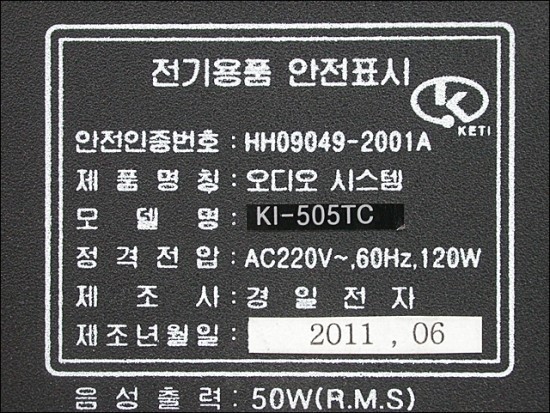 전기용품 안전표시
KETI
안전인증번호 : HH09049-2001A
제 품 명 칭 : 오디오 시스템
모 델 명 : KI-505TC
정 격 전 압 : AC220V~,60Hz,120W
제 조 사 : 경 일 전 자
제조년월일 : 2011 , 06
음 성 출 력 : 50W(R.M.S)